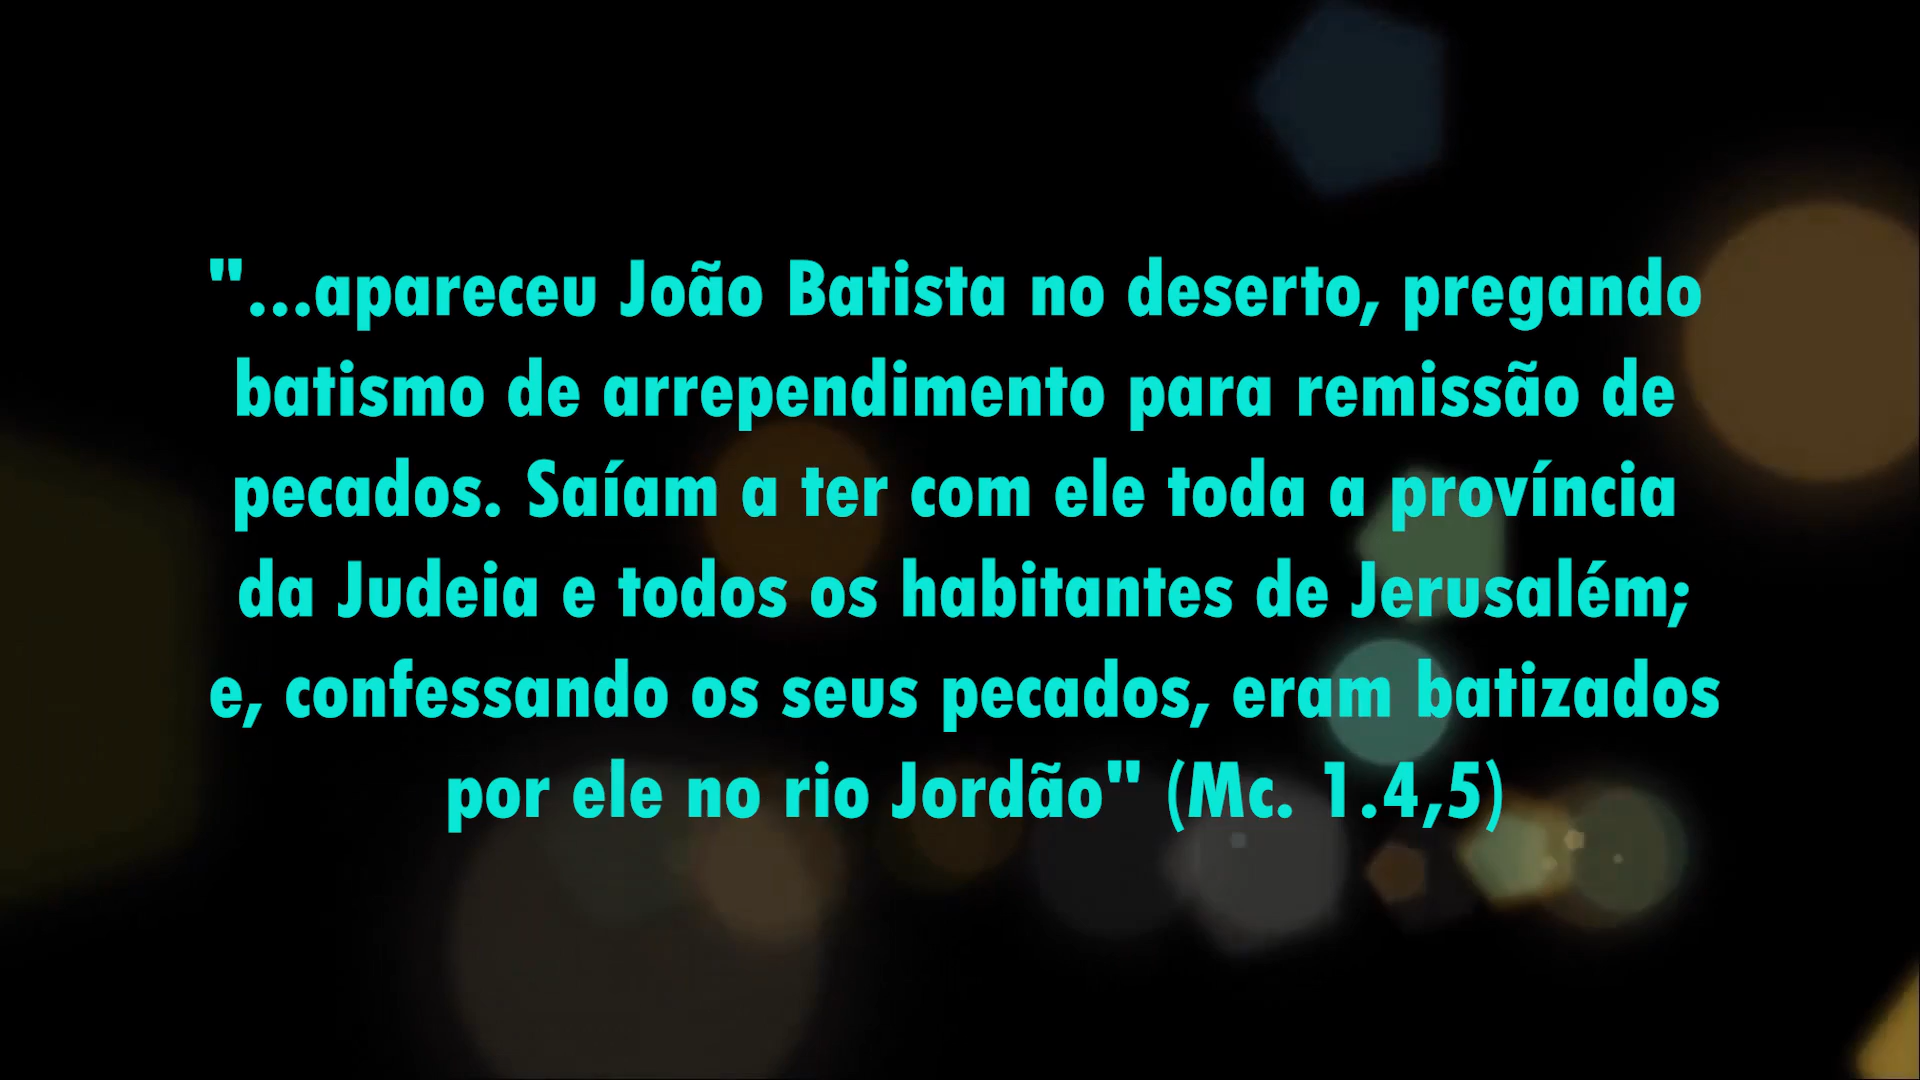 "...apareceu João Batista no deserto, pregando
batismo de arrependimento para remissão de
pecados. Saíam a ter com ele toda a província
da Judeia e todos os habitantes de Jerusalém;
e, confessando os seus pecados, eram batizados
por ele no rio Jordão" (Mc. 1.4,5)